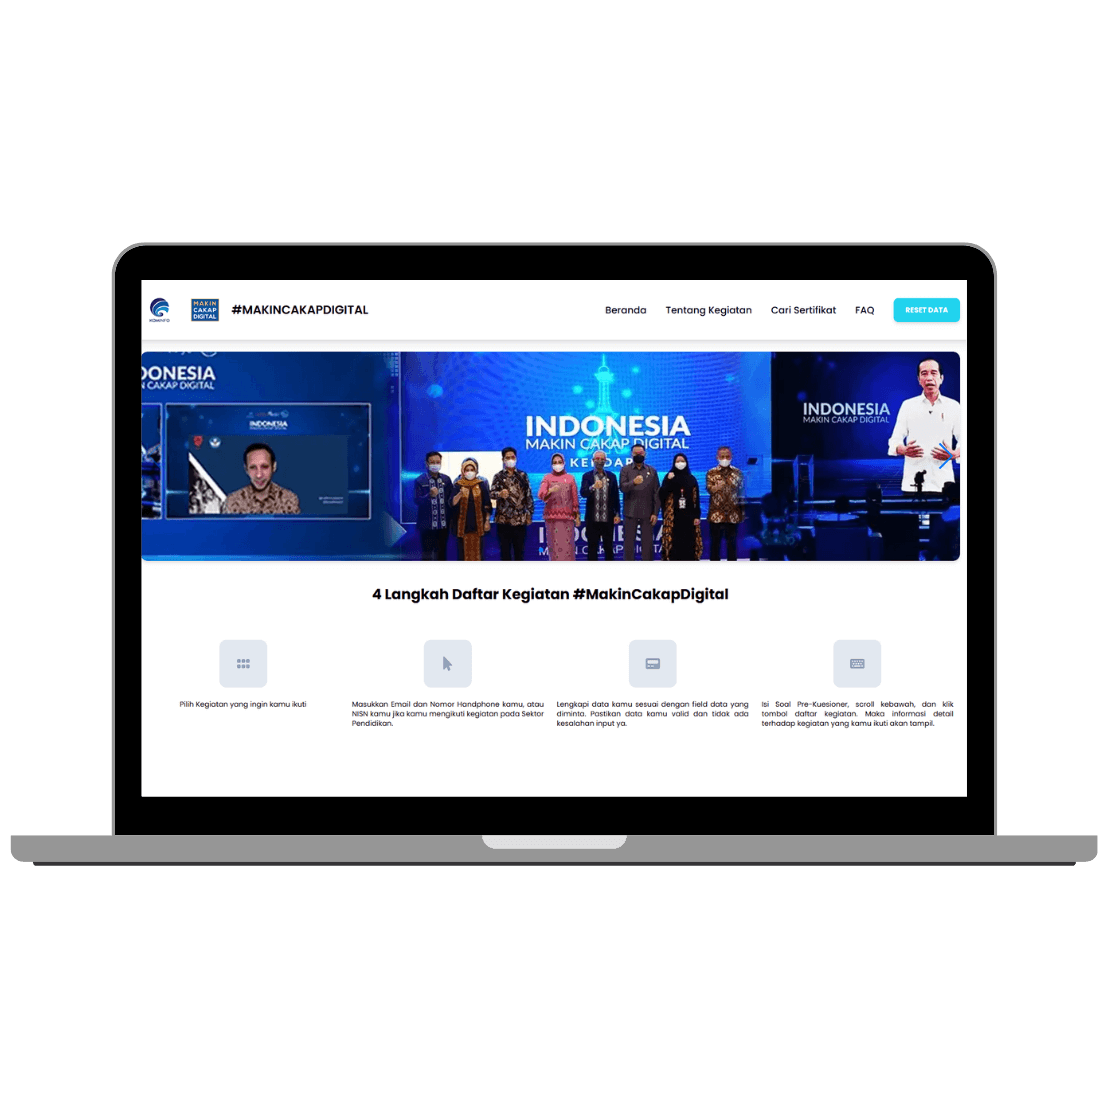 KOMINFO
MAKIN
CAKAP
DIGITAL
#MAKINCAKAPDIGITAL
Beranda
Tentang Kegiatan
Cari Sertifikat
FAQ
RESET DATA
DONESIA
N CAKAP DIGITAL
INDONESIA
INDONESIA
MAKIN CAKAP DIGITAL
INDONESIA
MAKIN CAKAP DIGITAL
4 Langkah Daftar Kegiatan #MakinCakapDigital
Pilih Kegiatan yang ingin kamu ikuti
Masukkan Email dan Nomor Handphone kamu, atau
NISN kamu jika kamu mengikuti kegiatan pada Sektor
Pendidikan.
Lengkapi data kamu sesuai dengan field data yang
diminta. Pastikan data kamu valid dan tidak ada
kesalahan input ya.
Isi Soal Pre-Kuesioner, scroll kebawah, dan klik
tombol daftar kegiatan. Maka informasi detail
terhadap kegiatan yang kamu ikuti akan tampil.